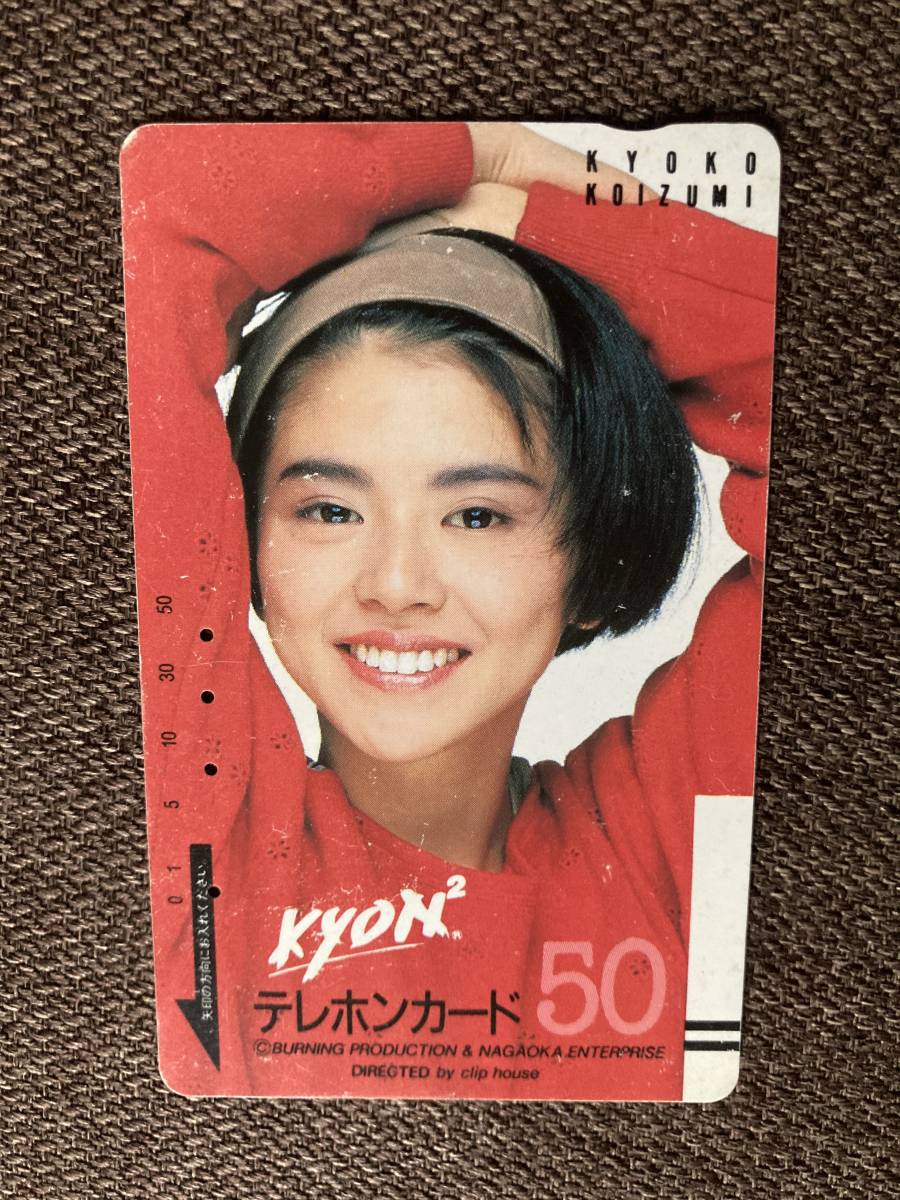 KYOKO
KOIZUMI
50
30
10
5
1
0
矢印の方向にお入れください
KYON²®
テレホンカード 50
©BURNING PRODUCTION & NAGAOKA ENTERPRISE
DIRECTED by clip house